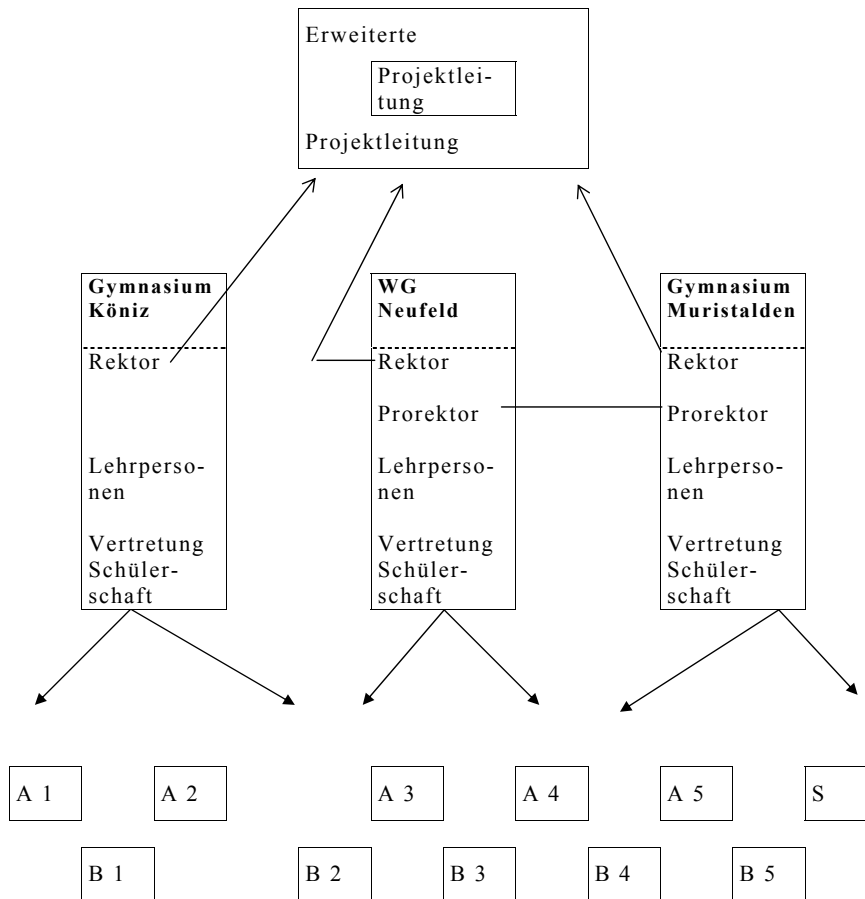 Erweiterte
Projektlei-
tung
Projektleitung
Gymnasium
Köniz
Rektor
Lehrperso-
nen
Vertretung
Schüler-
schaft
WG
Neufeld
Rektor
Prorektor
Lehrperso-
nen
Vertretung
Schüler-
schaft
Gymnasium
Muristalden
Rektor
Prorektor
Lehrperso-
nen
Vertretung
Schüler-
schaft
A 1
A 2
A 3
A 4
A 5
S
B 1
B 2
B 3
B 4
B 5